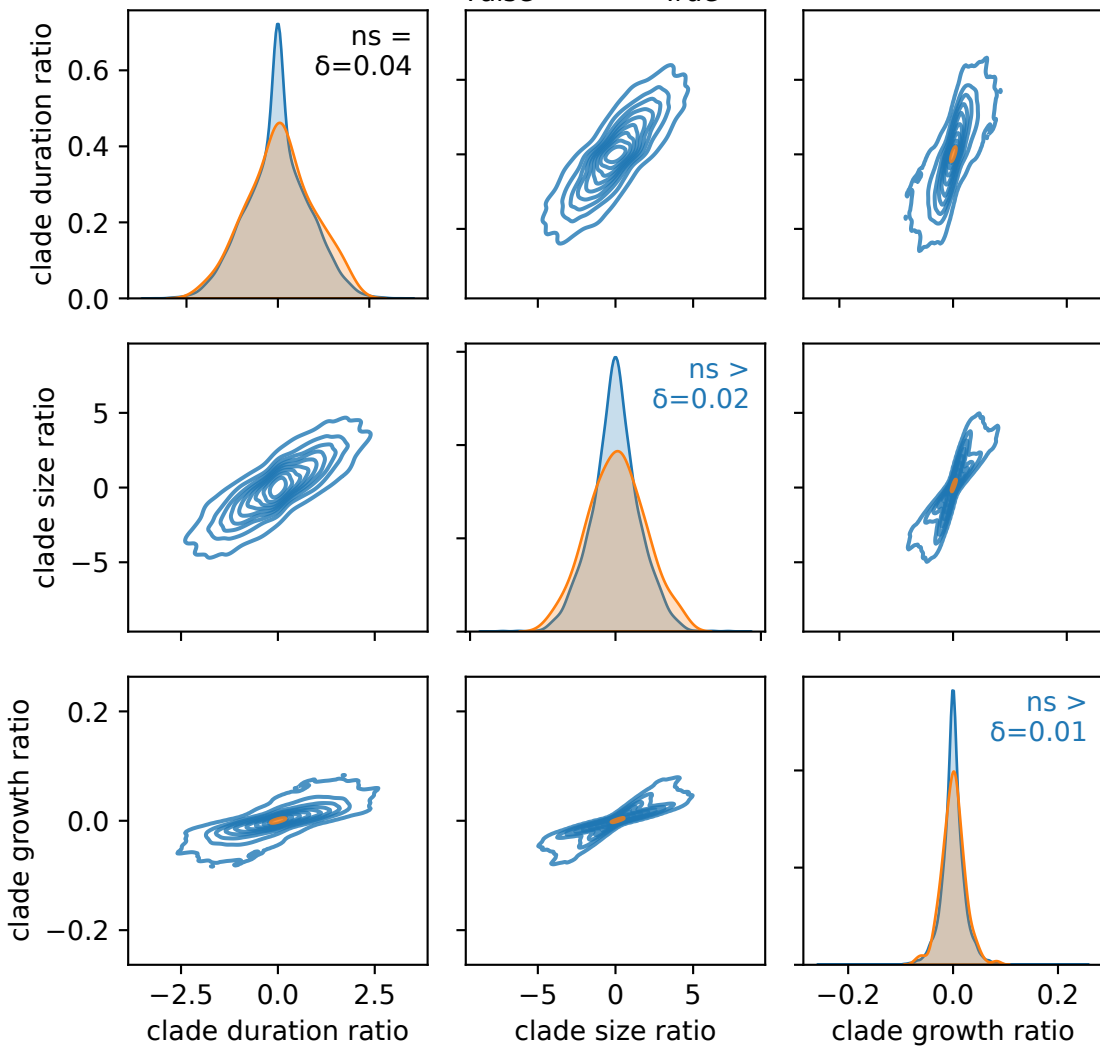 clade duration ratio
0.6
0.4
0.2
0.0
ns =
δ=0.04
clade size ratio
5
0
−5
ns >
δ=0.02
clade growth ratio
0.2
0.0
−0.2
ns >
δ=0.01
−2.5 0.0 2.5
−5 0 5
−0.2 0.0 0.2
clade duration ratio
clade size ratio
clade growth ratio